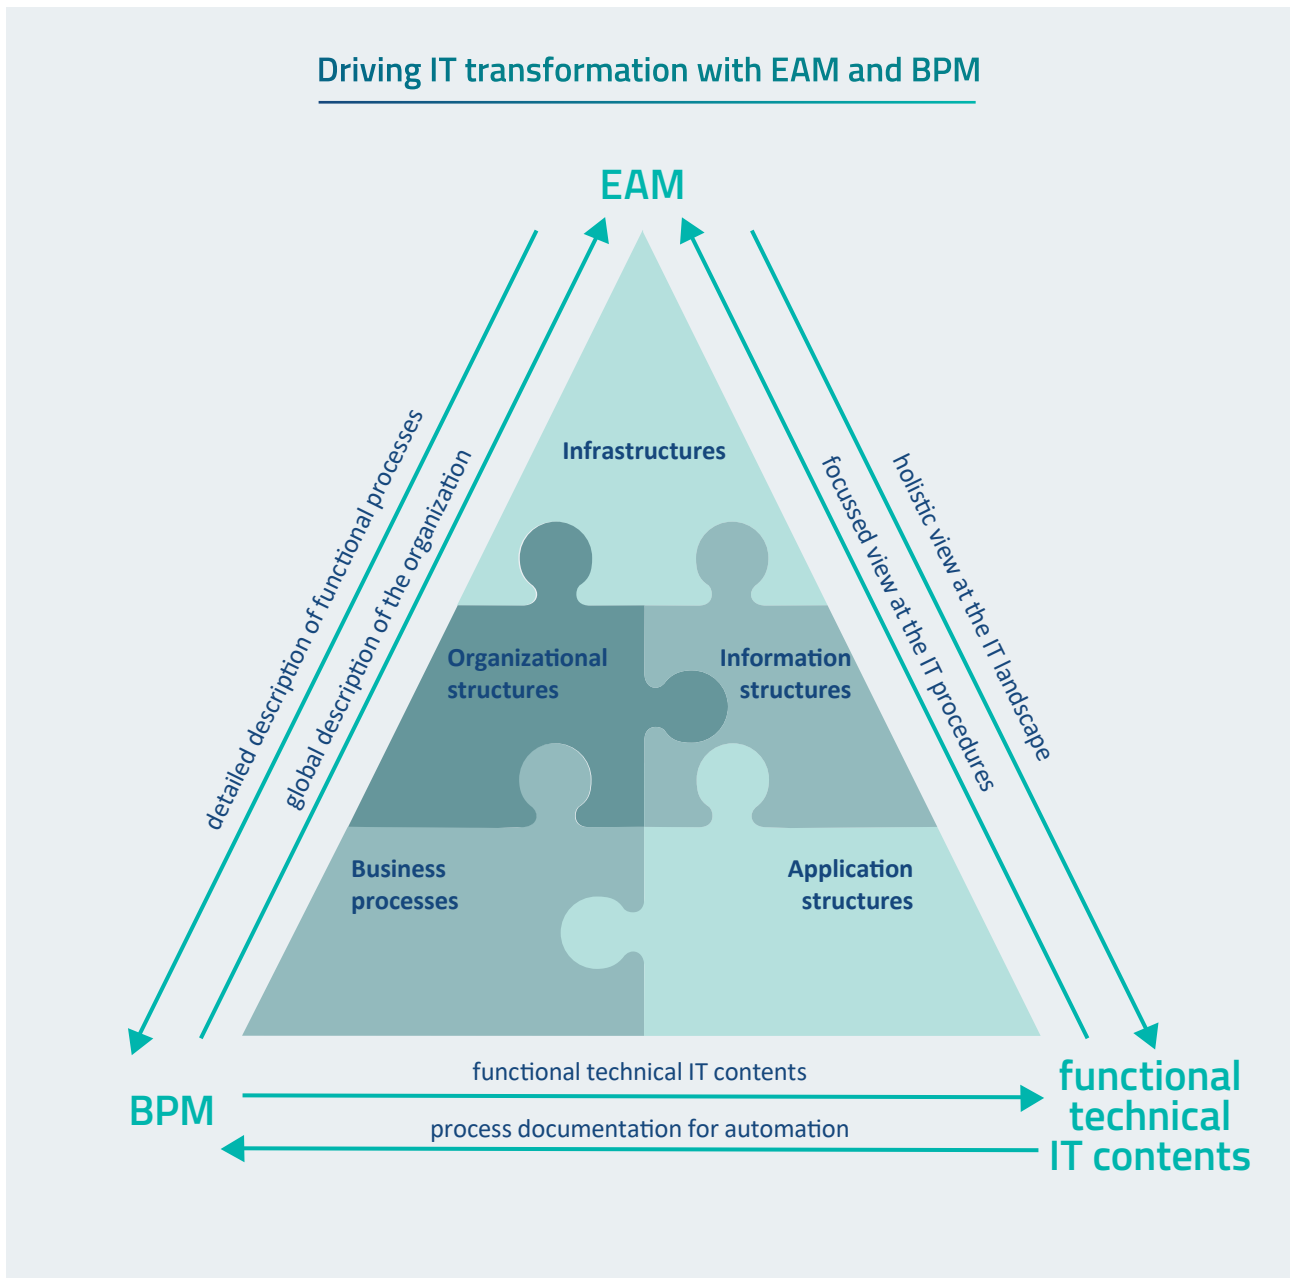 Driving IT transformation with EAM and BPM
EAM
detailed description of functional processes
global description of the organization
focussed view at the IT procedures
holistic view at the IT landscape
Infrastructures
Organizational
structures
Information
structures
Business
processes
Application
structures
BPM
functional technical IT contents
process documentation for automation
functional
technical
IT contents